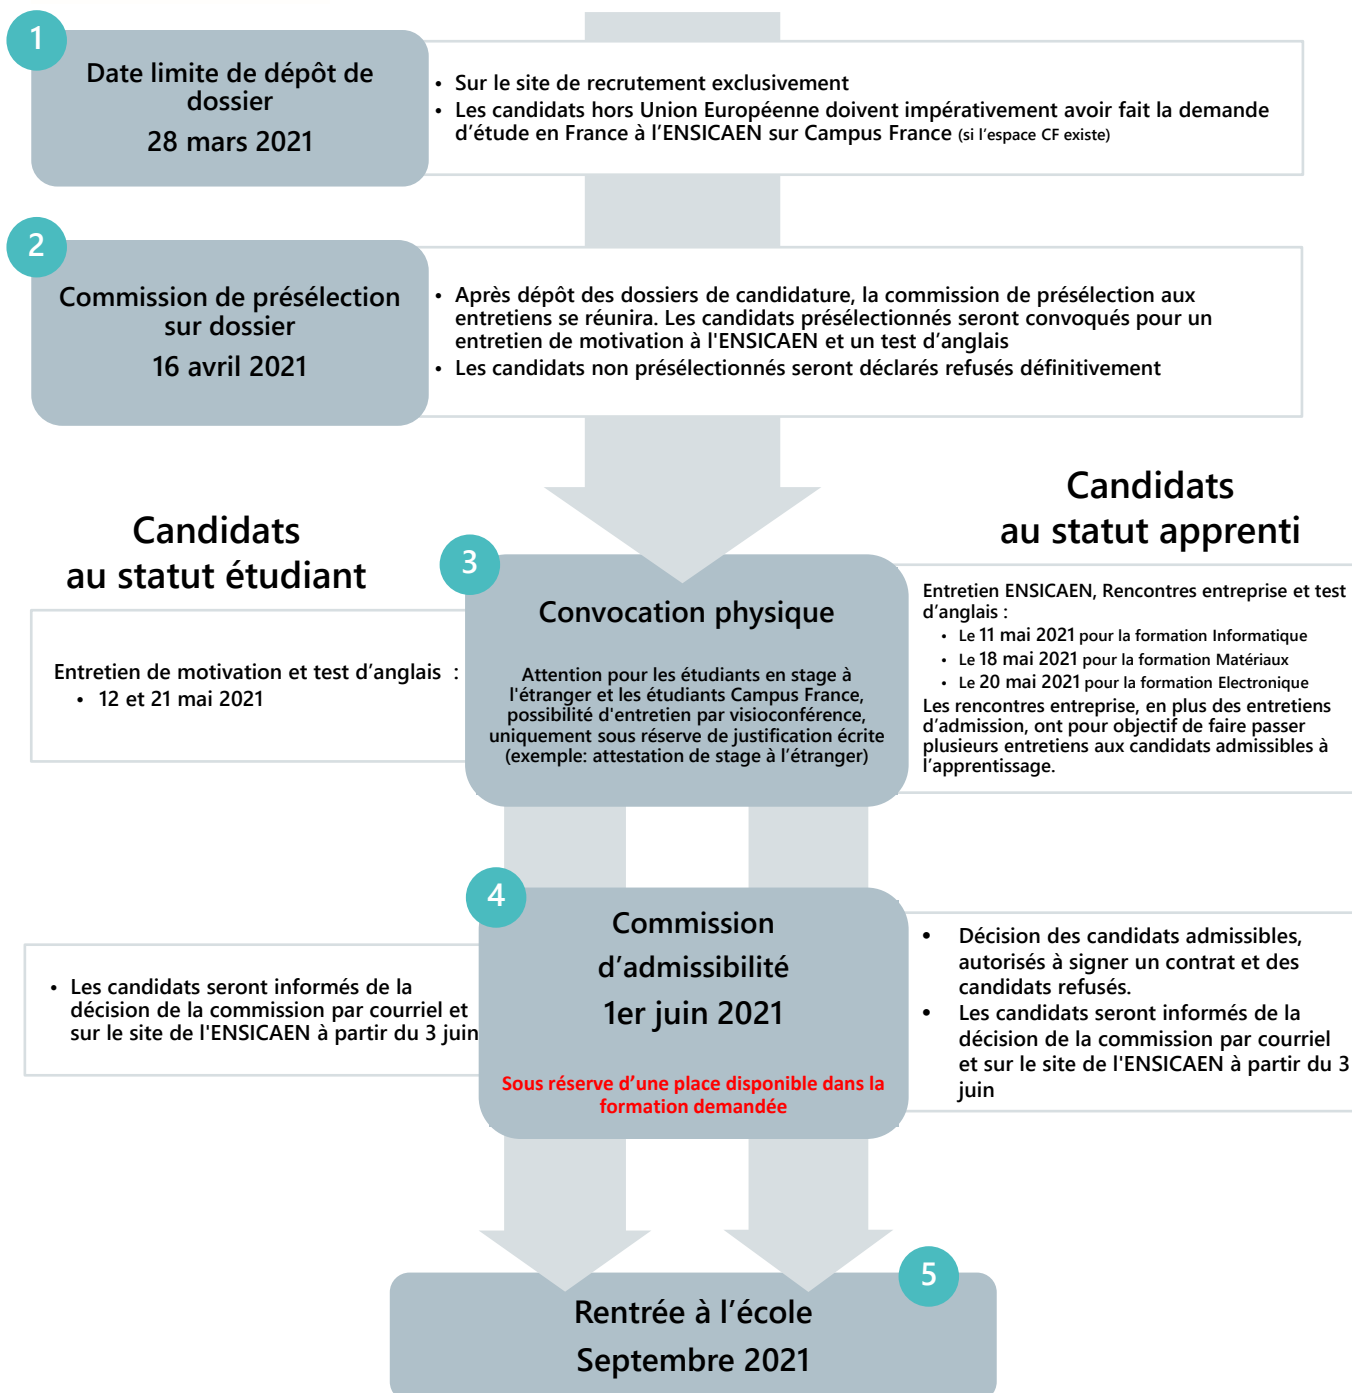 1
Date limite de dépôt de
dossier
28 mars 2021
• Sur le site de recrutement exclusivement
• Les candidats hors Union Européenne doivent impérativement avoir fait la demande
d’étude en France à l’ENSICAEN sur Campus France (si l’espace CF existe)
2
Commission de présélection
sur dossier
16 avril 2021
• Après dépôt des dossiers de candidature, la commission de présélection aux
entretiens se réunira. Les candidats présélectionnés seront convoqués pour un
entretien de motivation à l'ENSICAEN et un test d’anglais
• Les candidats non présélectionnés seront déclarés refusés définitivement
Candidats
au statut étudiant
Entretien de motivation et test d’anglais :
• 12 et 21 mai 2021
3
Convocation physique
Attention pour les étudiants en stage à
l'étranger et les étudiants Campus France,
possibilité d'entretien par visioconférence,
uniquement sous réserve de justification écrite
(exemple: attestation de stage à l’étranger)
Candidats
au statut apprenti
Entretien ENSICAEN, Rencontres entreprise et test
d’anglais :
• Le 11 mai 2021 pour la formation Informatique
• Le 18 mai 2021 pour la formation Matériaux
• Le 20 mai 2021 pour la formation Electronique
Les rencontres entreprise, en plus des entretiens
d’admission, ont pour objectif de faire passer
plusieurs entretiens aux candidats admissibles à
l’apprentissage.
4
Commission
d’admissibilité
1er juin 2021
Sous réserve d’une place disponible dans la
formation demandée
• Les candidats seront informés de la
décision de la commission par courriel et
sur le site de l'ENSICAEN à partir du 3 juin
• Décision des candidats admissibles,
autorisés à signer un contrat et des
candidats refusés.
• Les candidats seront informés de la
décision de la commission par courriel
et sur le site de l'ENSICAEN à partir du 3
juin
5
Rentrée à l’école
Septembre 2021